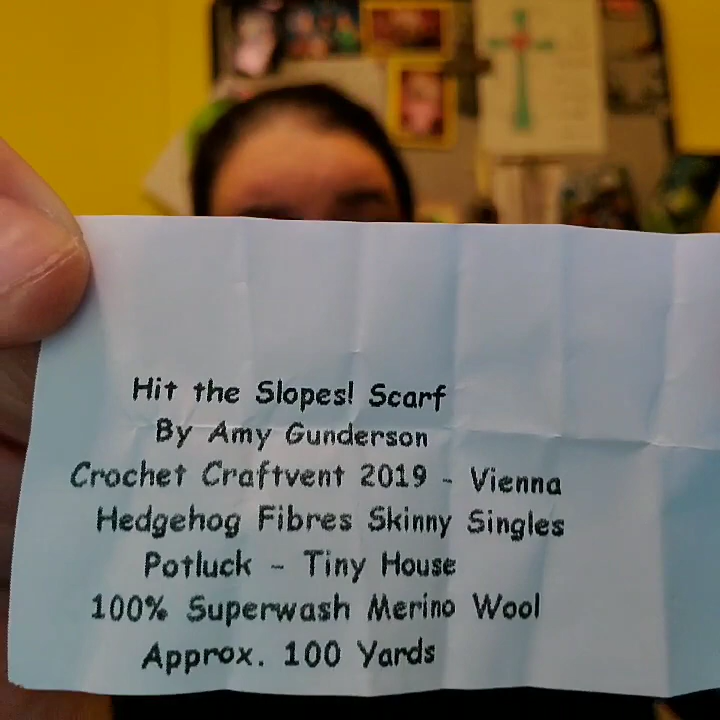 Hit the Slopes! Scarf
By Amy Gunderson
Crochet Craftvent 2019 - Vienna
Hedgehog Fibres Skinny Singles
Potluck - Tiny House
100% Superwash Merino Wool
Approx. 100 Yards